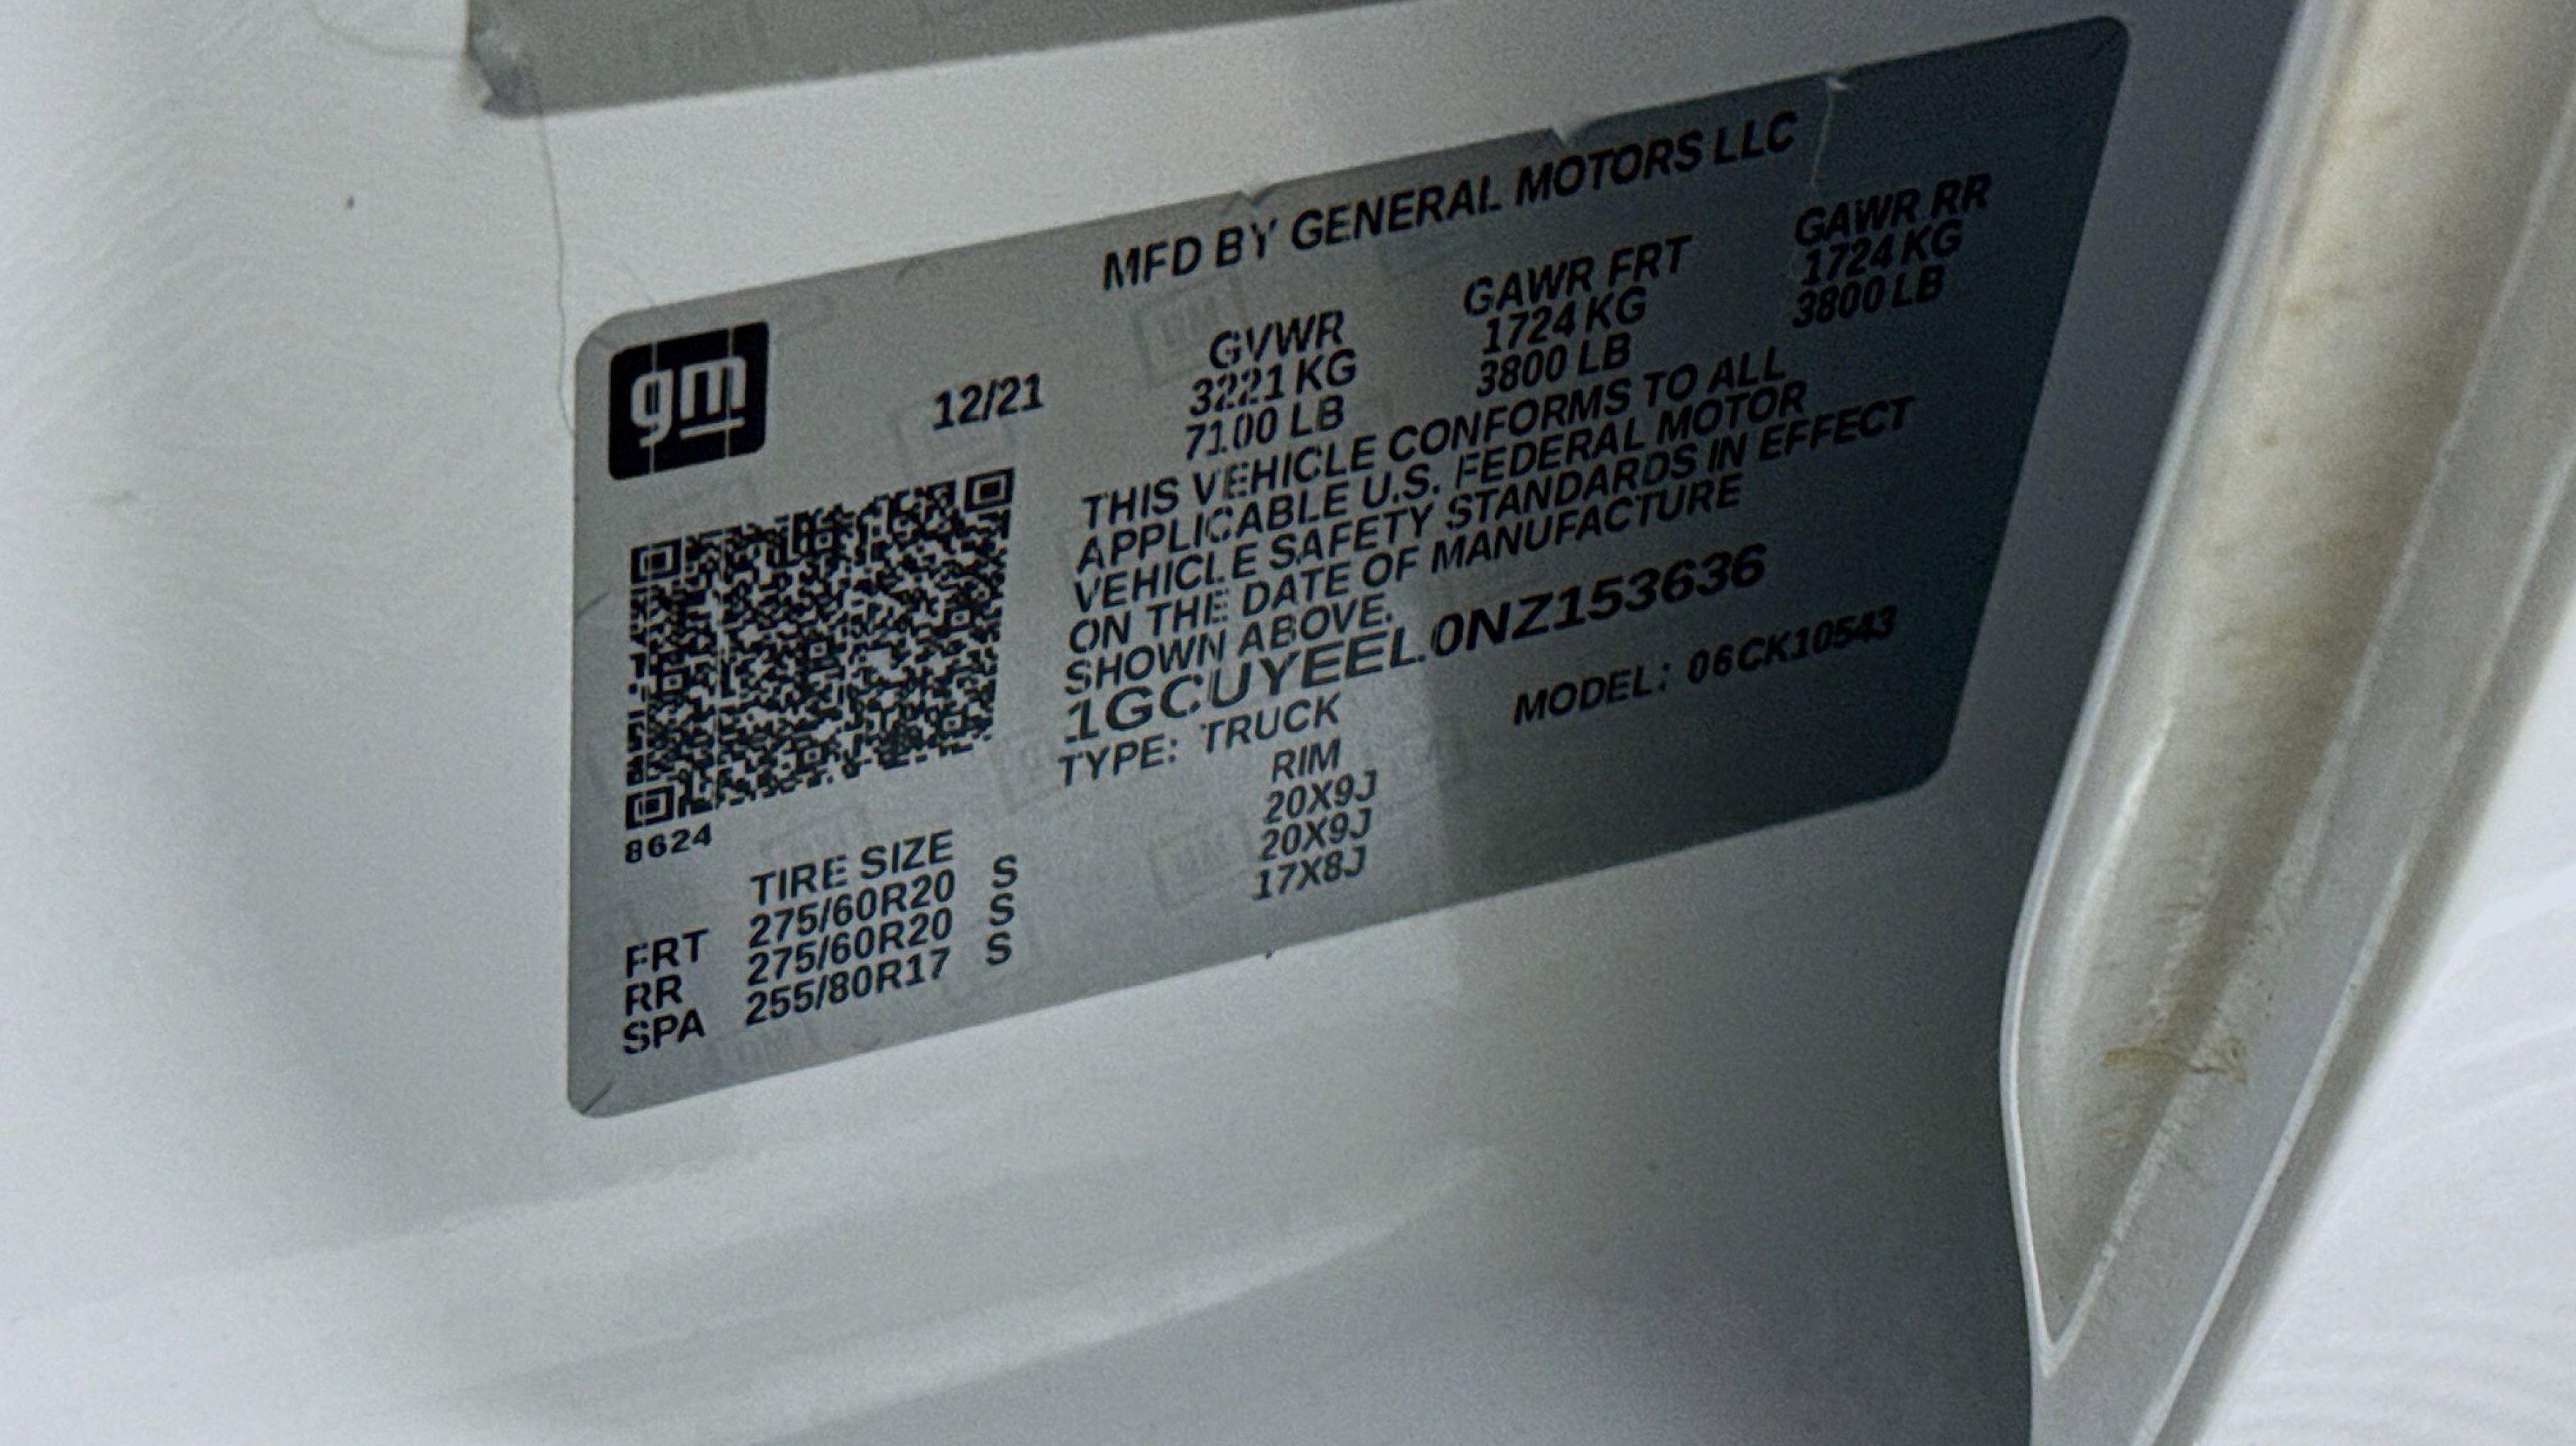 MFD BY GENERAL MOTORS LLC
gm
12/21
GVWR GAWR FRT GAWR RR
3221 KG 1724 KG 1724 KG
7100 LB 3800 LB 3800 LB
THIS VEHICLE CONFORMS TO ALL
APPLICABLE U.S. FEDERAL MOTOR
VEHICLE SAFETY STANDARDS IN EFFECT
ON THE DATE OF MANUFACTURE
SHOWN ABOVE.
1GCUYEEL0NZ153636
TYPE: TRUCK MODEL: 06CK10543
8624
TIRE SIZE RIM
FRT 275/60R20 S 20X9J
RR 275/60R20 S 20X9J
SPA 255/80R17 S 17X8J